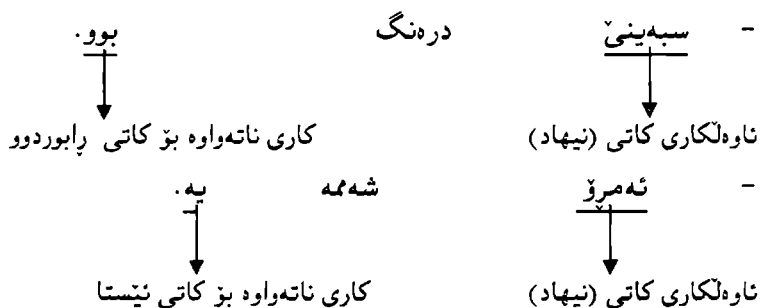 - سبەینێ درەنگ بوو.
ئاوەڵکاری کاتی (نیهاد) کاری ناتەواوە بۆ کاتی ڕابوردوو
- ئەمڕۆ شەممە یە.
ئاوەڵکاری کاتی (نیهاد) کاری ناتەواوە بۆ کاتی ئێستا